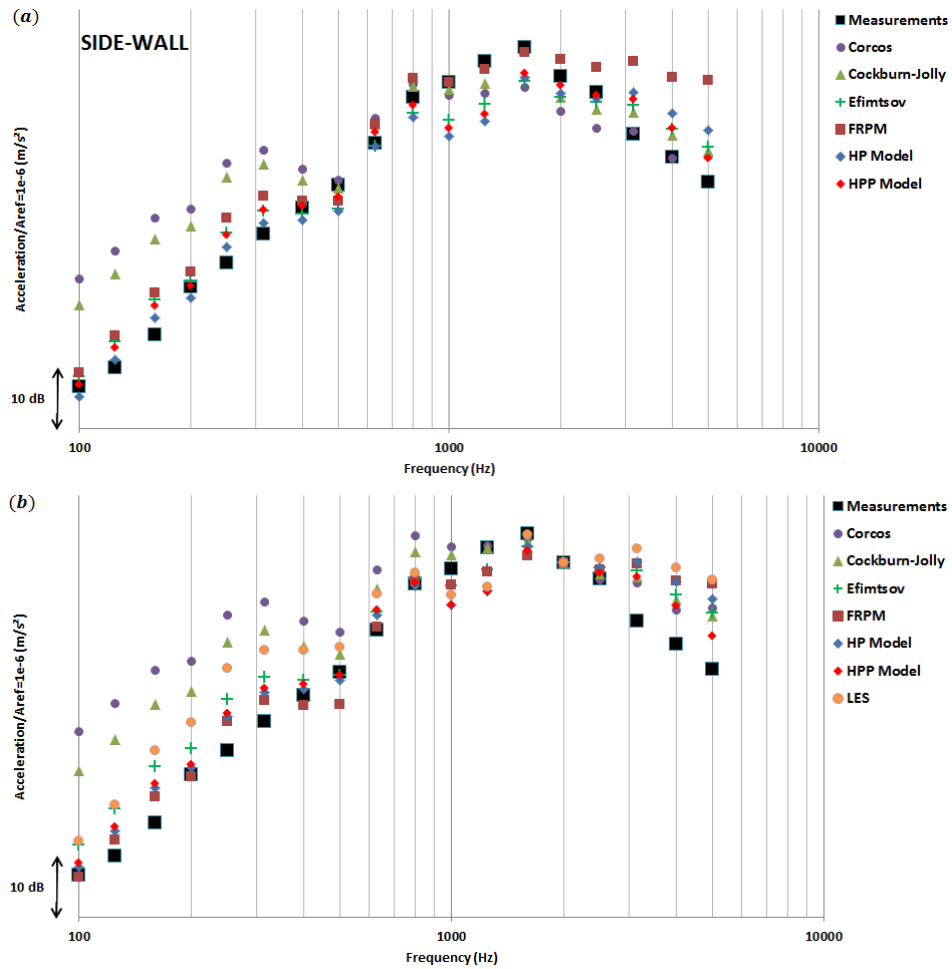 (a)
SIDE-WALL
Acceleration/Aref=1e-6 (m/s²)
10 dB
100
1000
10000
Frequency (Hz)
Measurements
Corcos
Cockburn-Jolly
Efimtsov
FRPM
HP Model
HPP Model
(b)
Acceleration/Aref=1e-6 (m/s²)
10 dB
100
1000
10000
Frequency (Hz)
Measurements
Corcos
Cockburn-Jolly
Efimtsov
FRPM
HP Model
HPP Model
LES